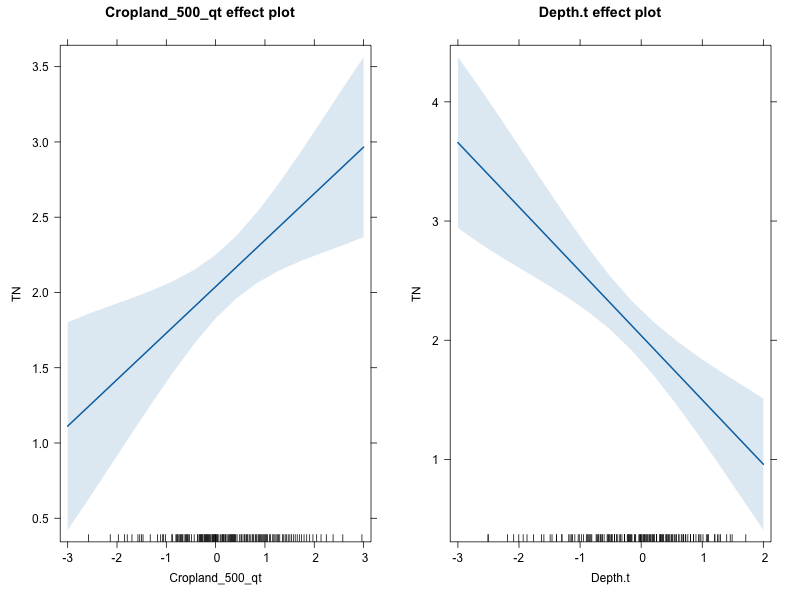 Cropland_500_qt effect plot
TN
3.5
3.0
2.5
2.0
1.5
1.0
0.5
-3 -2 -1 0 1 2 3
Cropland_500_qt
Depth.t effect plot
TN
4
3
2
1
-3 -2 -1 0 1 2
Depth.t